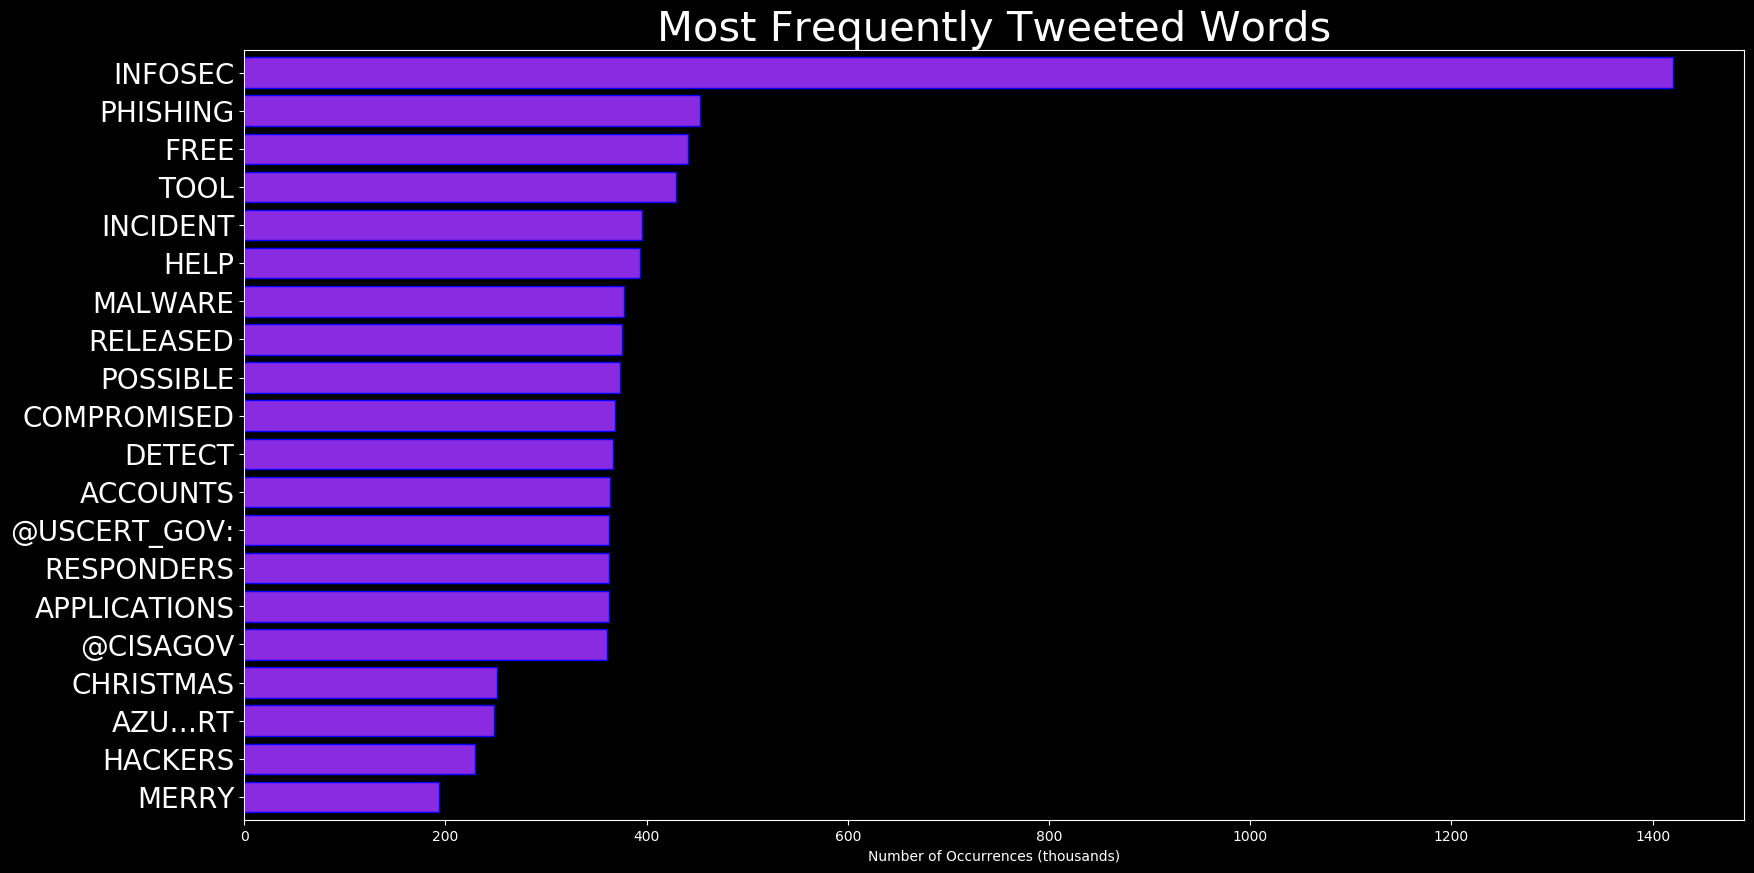 Most Frequently Tweeted Words
INFOSEC
PHISHING
FREE
TOOL
INCIDENT
HELP
MALWARE
RELEASED
POSSIBLE
COMPROMISED
DETECT
ACCOUNTS
@USCERT_GOV:
RESPONDERS
APPLICATIONS
@CISAGOV
CHRISTMAS
AZU…RT
HACKERS
MERRY
0 200 400 600 800 1000 1200 1400
Number of Occurrences (thousands)